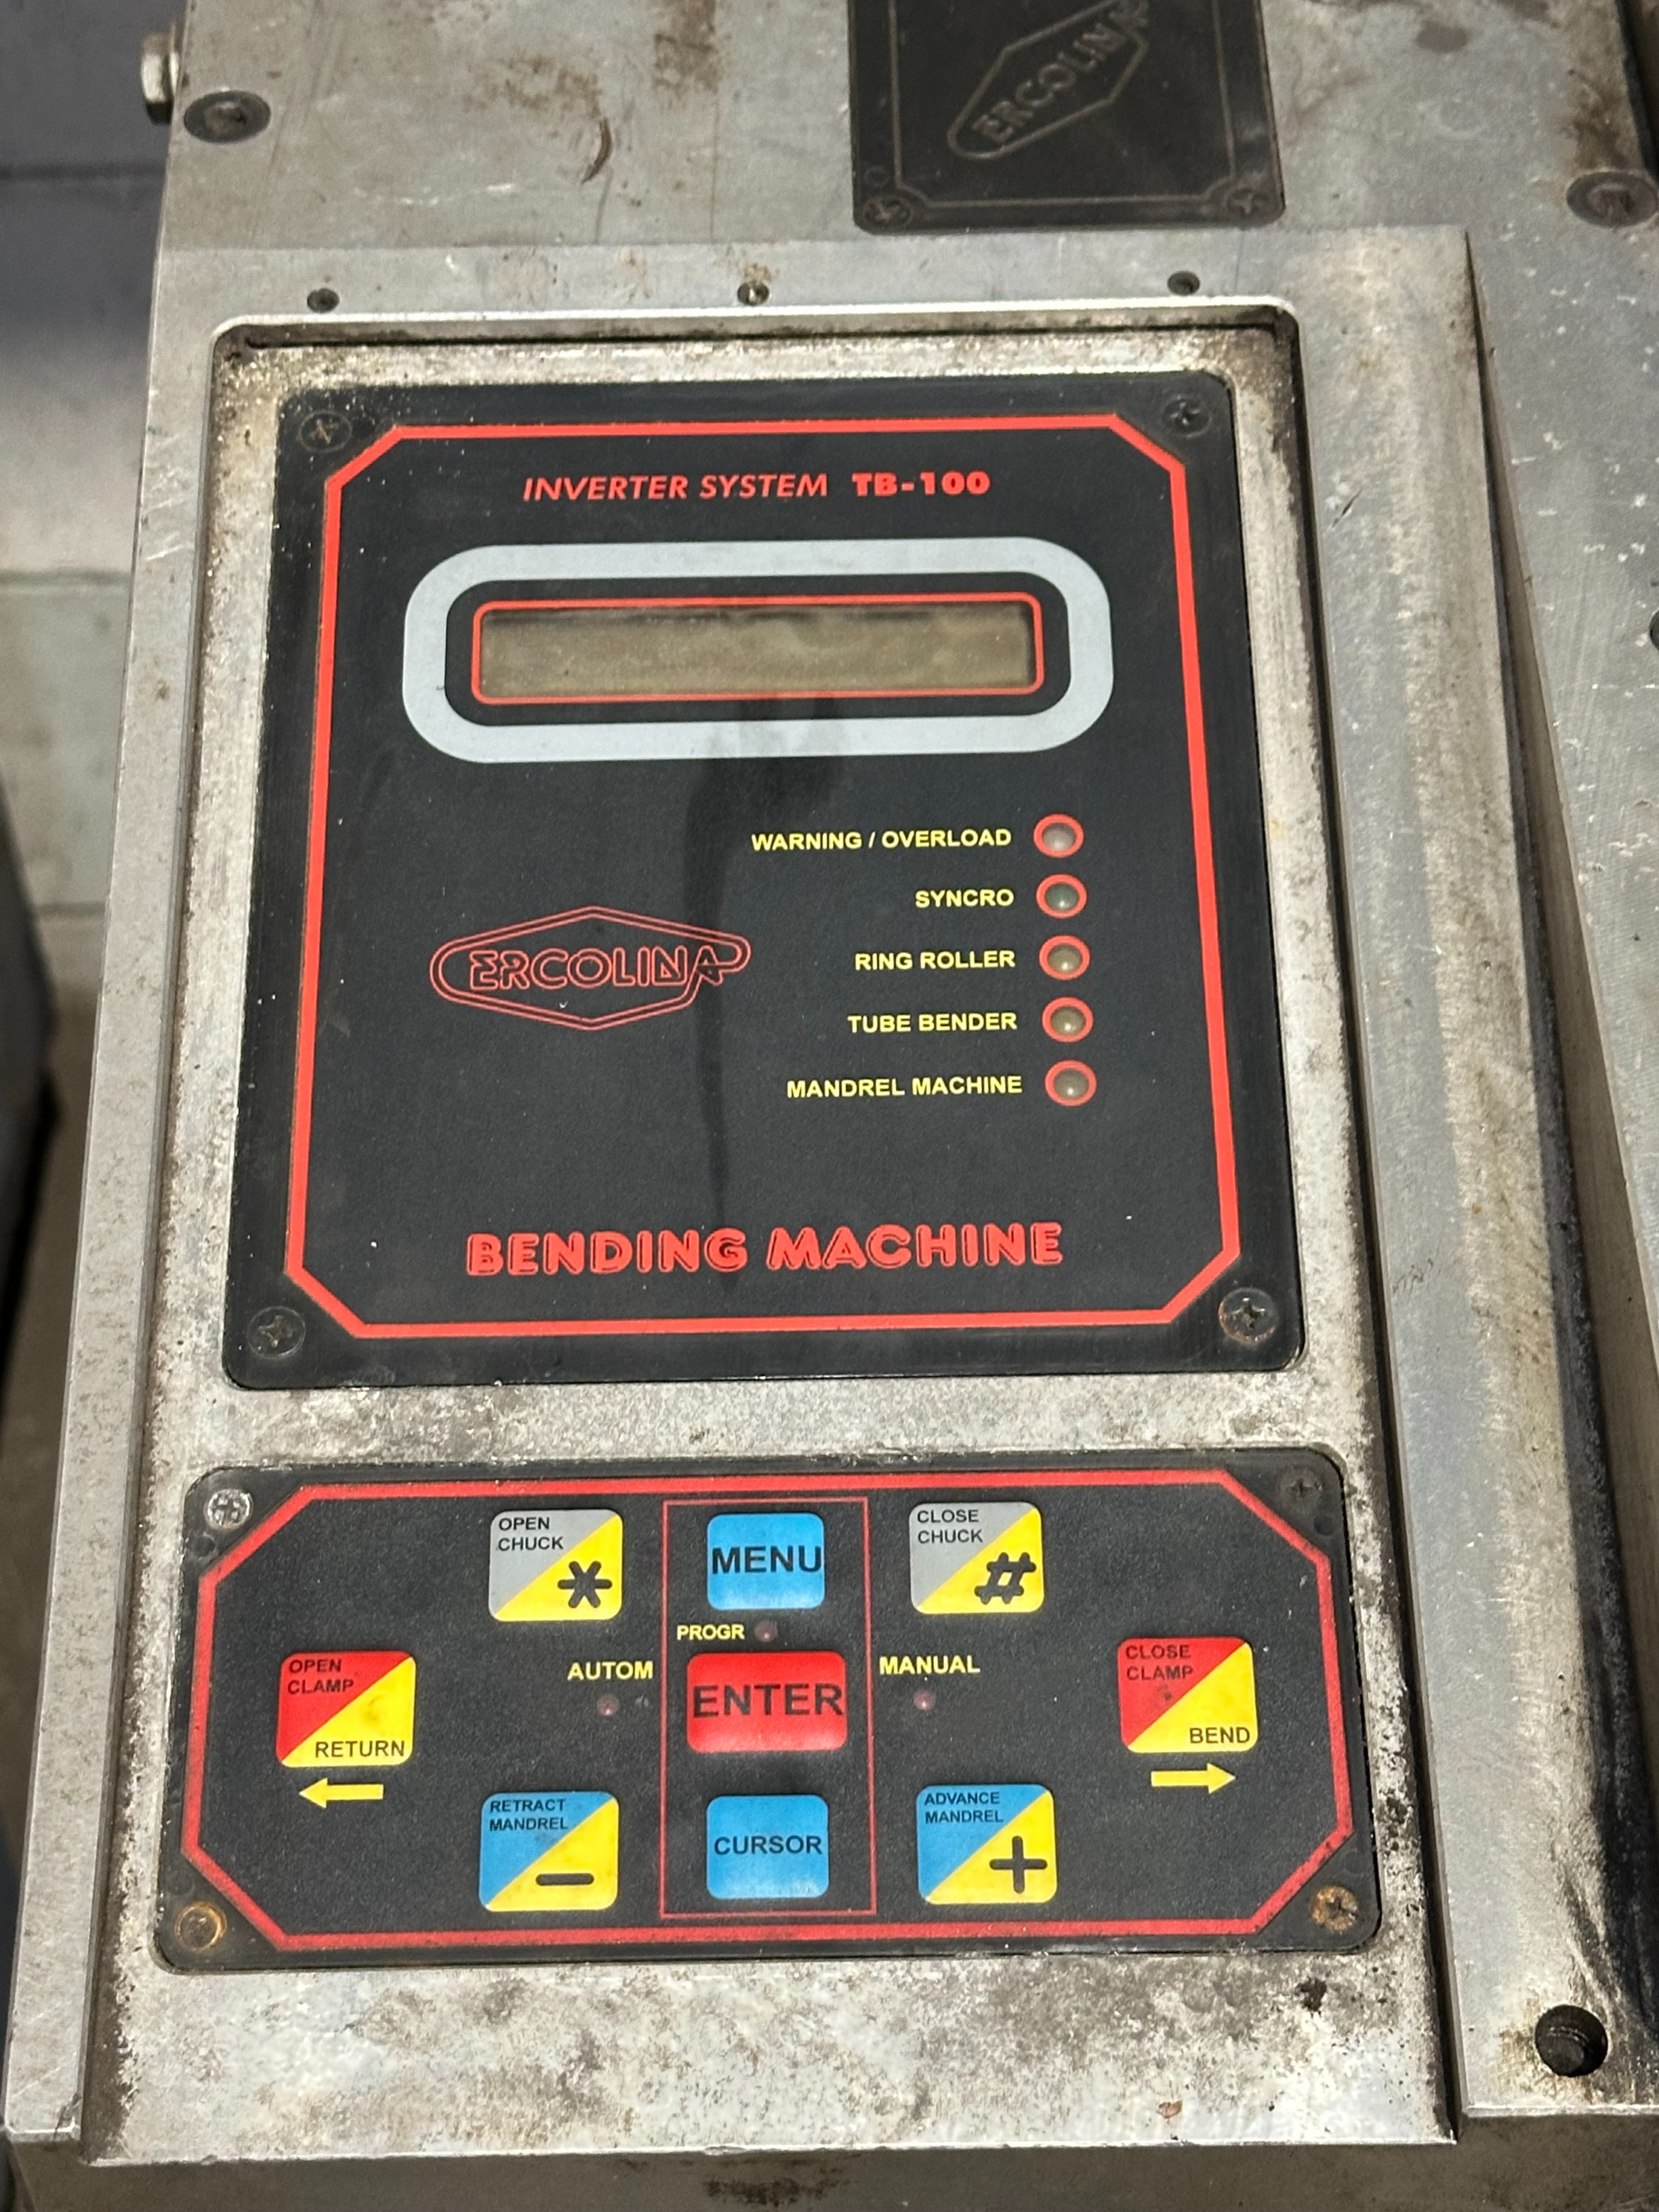 ERCOLINA
INVERTER SYSTEM TB-100
WARNING / OVERLOAD
SYNCRO
ERCOLINA
RING ROLLER
TUBE BENDER
MANDREL MACHINE
BENDING MACHINE
OPEN
CHUCK
*
MENU
CLOSE
CHUCK
#
PROGR
OPEN
CLAMP
RETURN
AUTOM
ENTER
MANUAL
CLOSE
CLAMP
BEND
RETRACT
MANDREL
-
CURSOR
ADVANCE
MANDREL
+